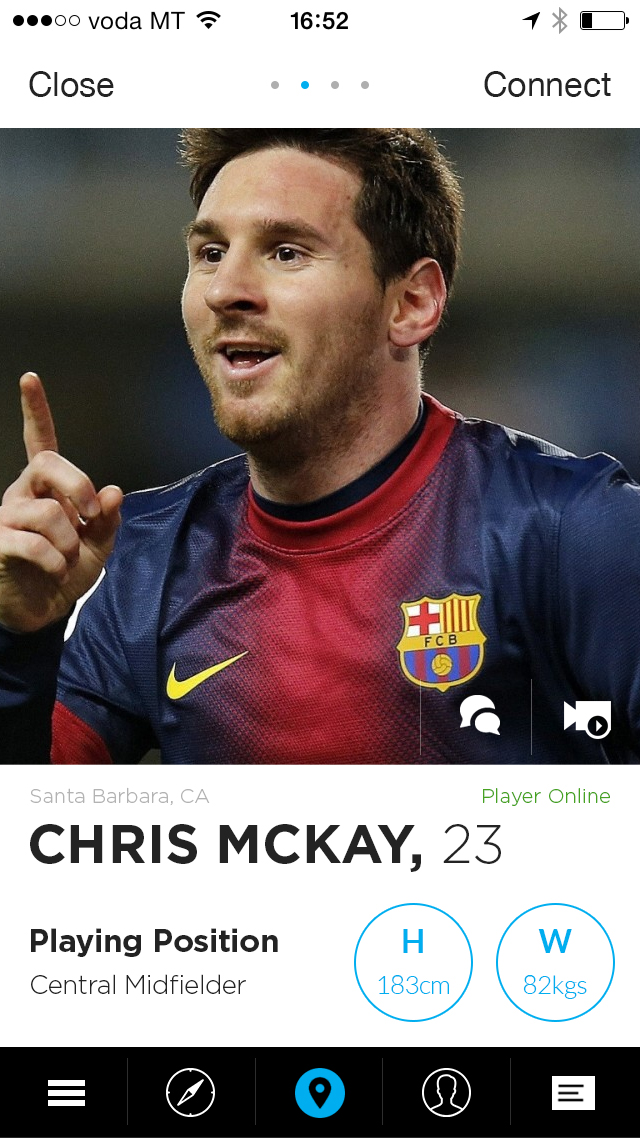 voda MT 16:52
Close Connect
FCB
Santa Barbara, CA Player Online
CHRIS MCKAY, 23
Playing Position H W
Central Midfielder 183cm 82kgs